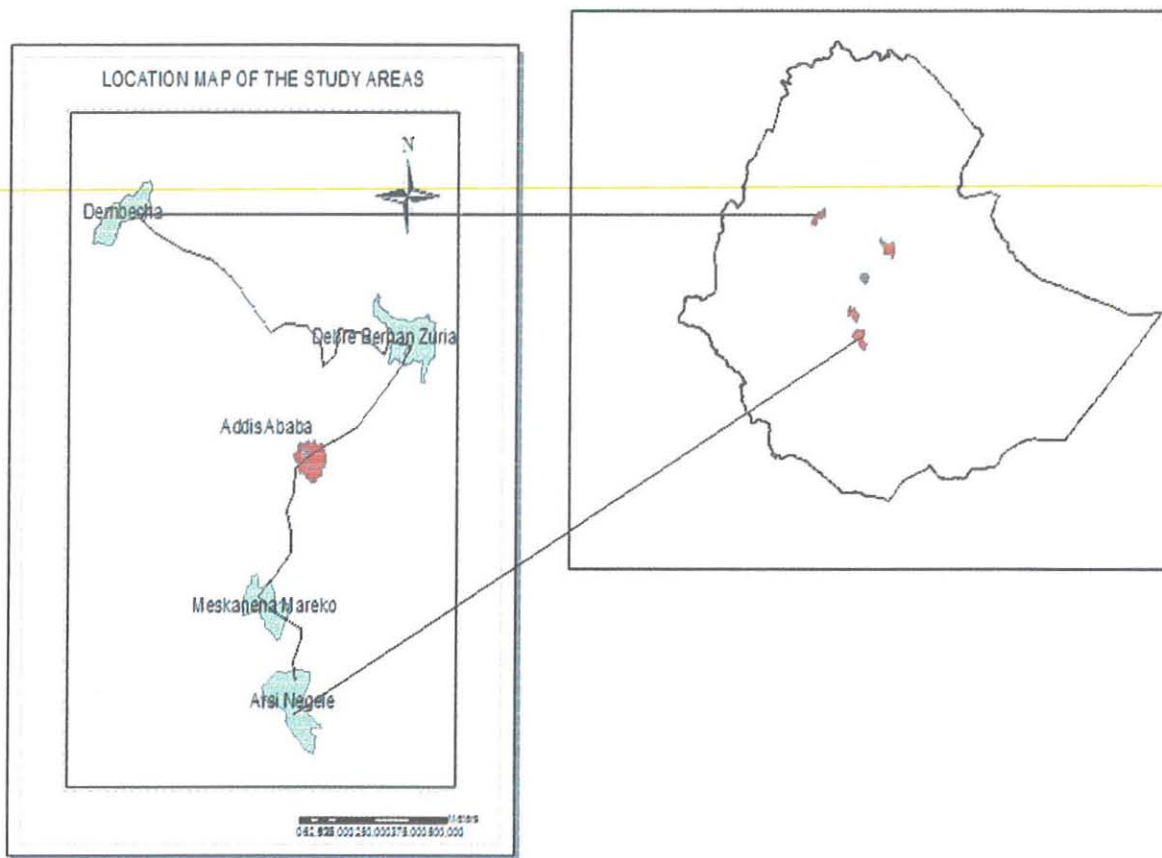 LOCATION MAP OF THE STUDY AREAS
N
Dembecha
Debre Berhan Zuria
Addis Ababa
Meskanena Mareko
Arsi Negele
Meters